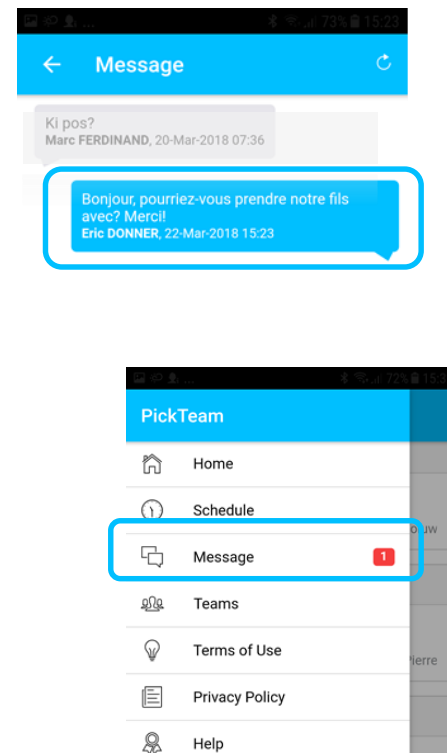 73% 15:23
Message
Ki pos?
Marc FERDINAND, 20-Mar-2018 07:36
Bonjour, pourriez-vous prendre notre fils
avec? Merci!
Eric DONNER, 22-Mar-2018 15:23
72% 15:3
PickTeam
Home
Schedule
Message 1
Teams
Terms of Use
Privacy Policy
Help